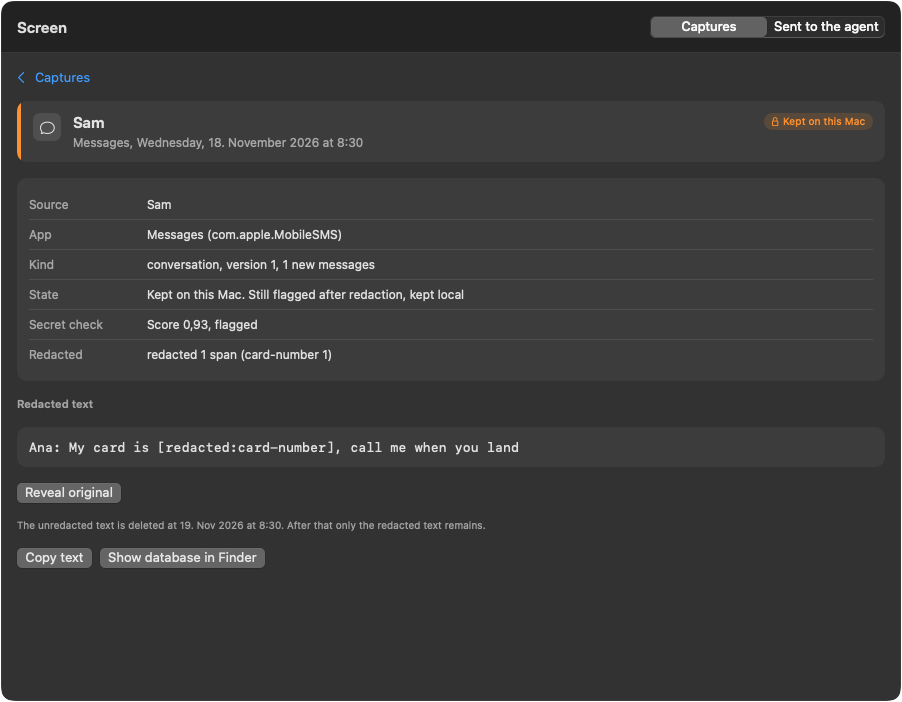 Screen
Captures
Sent to the agent
Captures
Sam
Kept on this Mac
Messages, Wednesday, 18. November 2026 at 8:30
Source Sam
App Messages (com.apple.MobileSMS)
Kind conversation, version 1, 1 new messages
State Kept on this Mac. Still flagged after redaction, kept local
Secret check Score 0,93, flagged
Redacted redacted 1 span (card-number 1)
Redacted text
Ana: My card is [redacted:card-number], call me when you land
Reveal original
The unredacted text is deleted at 19. Nov 2026 at 8:30. After that only the redacted text remains.
Copy text
Show database in Finder